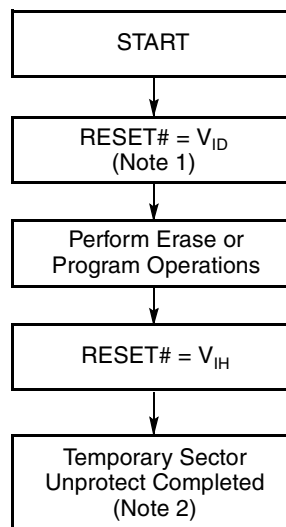 START
RESET# = VID
(Note 1)
Perform Erase or
Program Operations
RESET# = VIH
Temporary Sector
Unprotect Completed
(Note 2)